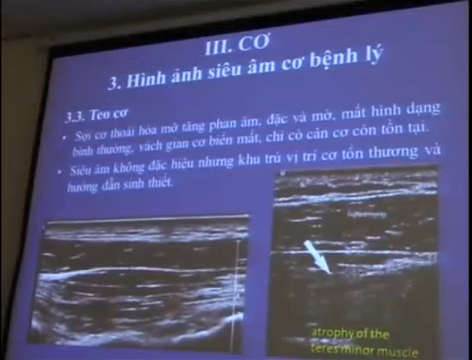 III. CƠ
3. Hình ảnh siêu âm cơ bệnh lý
3.3. Teo cơ
• Sợi cơ thoái hóa mỡ tăng phản âm, đặc và mờ, mất hình dạng
bình thường, vách gian cơ biến mất, chỉ có cân cơ còn tồn tại.
• Siêu âm không đặc hiệu nhưng khu trú vị trí cơ tổn thương và
hướng dẫn sinh thiết.
atrophy of the
teres minor muscle